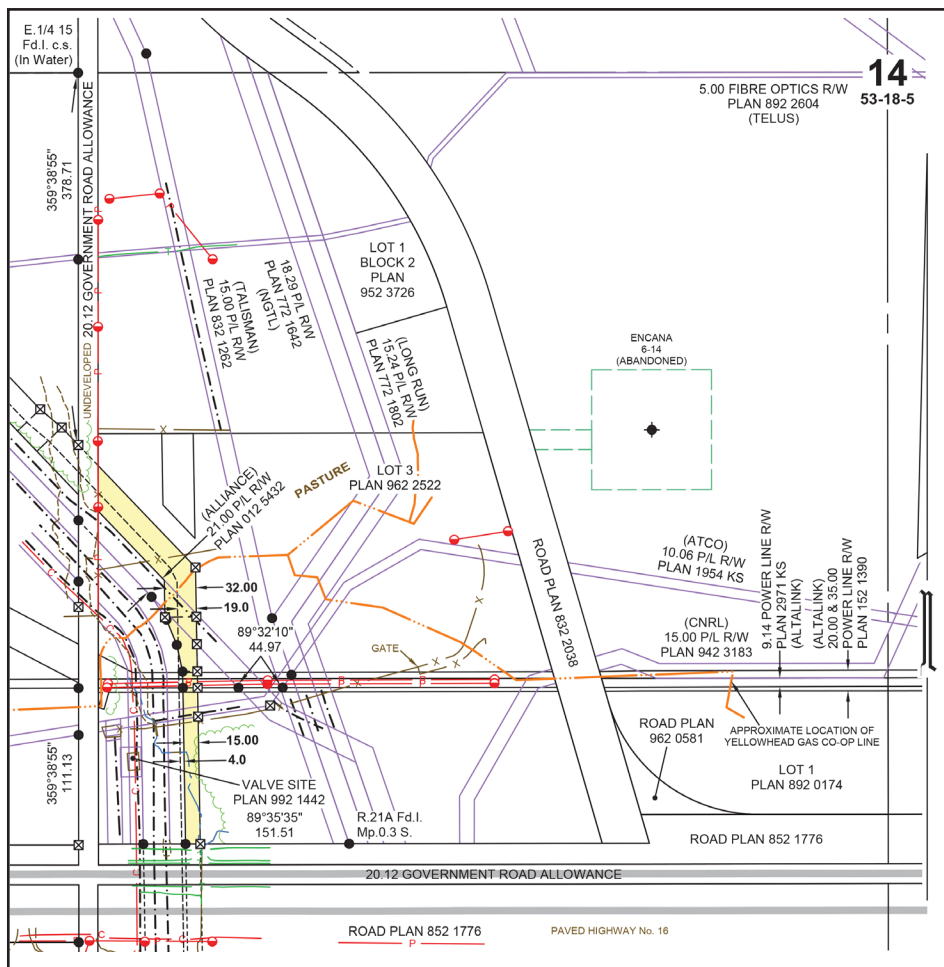 E.1/4 15
Fd.I. c.s.
(In Water)
14
53-18-5
5.00 FIBRE OPTICS R/W
PLAN 892 2604
(TELUS)
359°38'55"
378.71
UNDEVELOPED 20.12 GOVERNMENT ROAD ALLOWANCE
(TALISMAN)
15.00 P/L R/W
PLAN 832 1262
18.29 P/L R/W
PLAN 772 1642
(NGTL)
LOT 1
BLOCK 2
PLAN
952 3726
(LONG RUN)
15.24 P/L R/W
PLAN 772 1802
ENCANA
6-14
(ABANDONED)
(ALLIANCE)
21.00 P/L R/W
PLAN 012 5432
PASTURE
LOT 3
PLAN 962 2522
ROAD PLAN 832 2038
(ATCO)
10.06 P/L R/W
PLAN 1954 KS
(CNRL)
15.00 P/L R/W
PLAN 942 3183
9.14 POWER LINE R/W
PLAN 2971 KS
(ALTALINK)
(ALTALINK)
20.00 & 35.00
POWER LINE R/W
PLAN 152 1390
32.00
19.0
89°32'10"
44.97
GATE
15.00
4.0
359°38'55"
111.13
VALVE SITE
PLAN 992 1442
89°35'35"
151.51
R.21A Fd.I.
Mp.0.3 S.
ROAD PLAN
962 0581
APPROXIMATE LOCATION OF
YELLOWHEAD GAS CO-OP LINE
LOT 1
PLAN 892 0174
ROAD PLAN 852 1776
20.12 GOVERNMENT ROAD ALLOWANCE
ROAD PLAN 852 1776
P
PAVED HIGHWAY No. 16